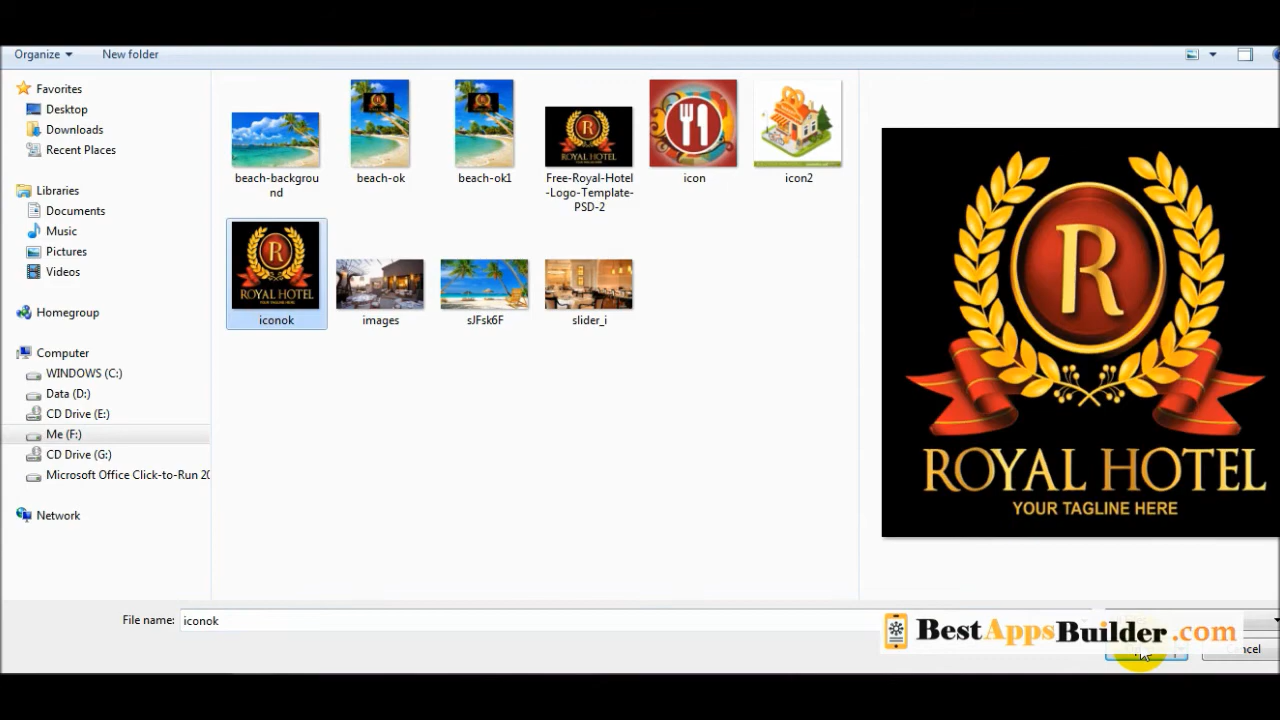 Organize
New folder
Favorites
Desktop
Downloads
Recent Places
Libraries
Documents
Music
Pictures
Videos
Homegroup
Computer
WINDOWS (C:)
Data (D:)
CD Drive (E:)
Me (F:)
CD Drive (G:)
Microsoft Office Click-to-Run 20
Network
beach-backgrou
nd
beach-ok
beach-ok1
Free-Royal-Hotel
-Logo-Template-
PSD-2
icon
icon2
R
ROYAL HOTEL
iconok
images
sJFsk6F
slider_i
R
ROYAL HOTEL
YOUR TAGLINE HERE
File name:
iconok
BestAppsBuilder.com